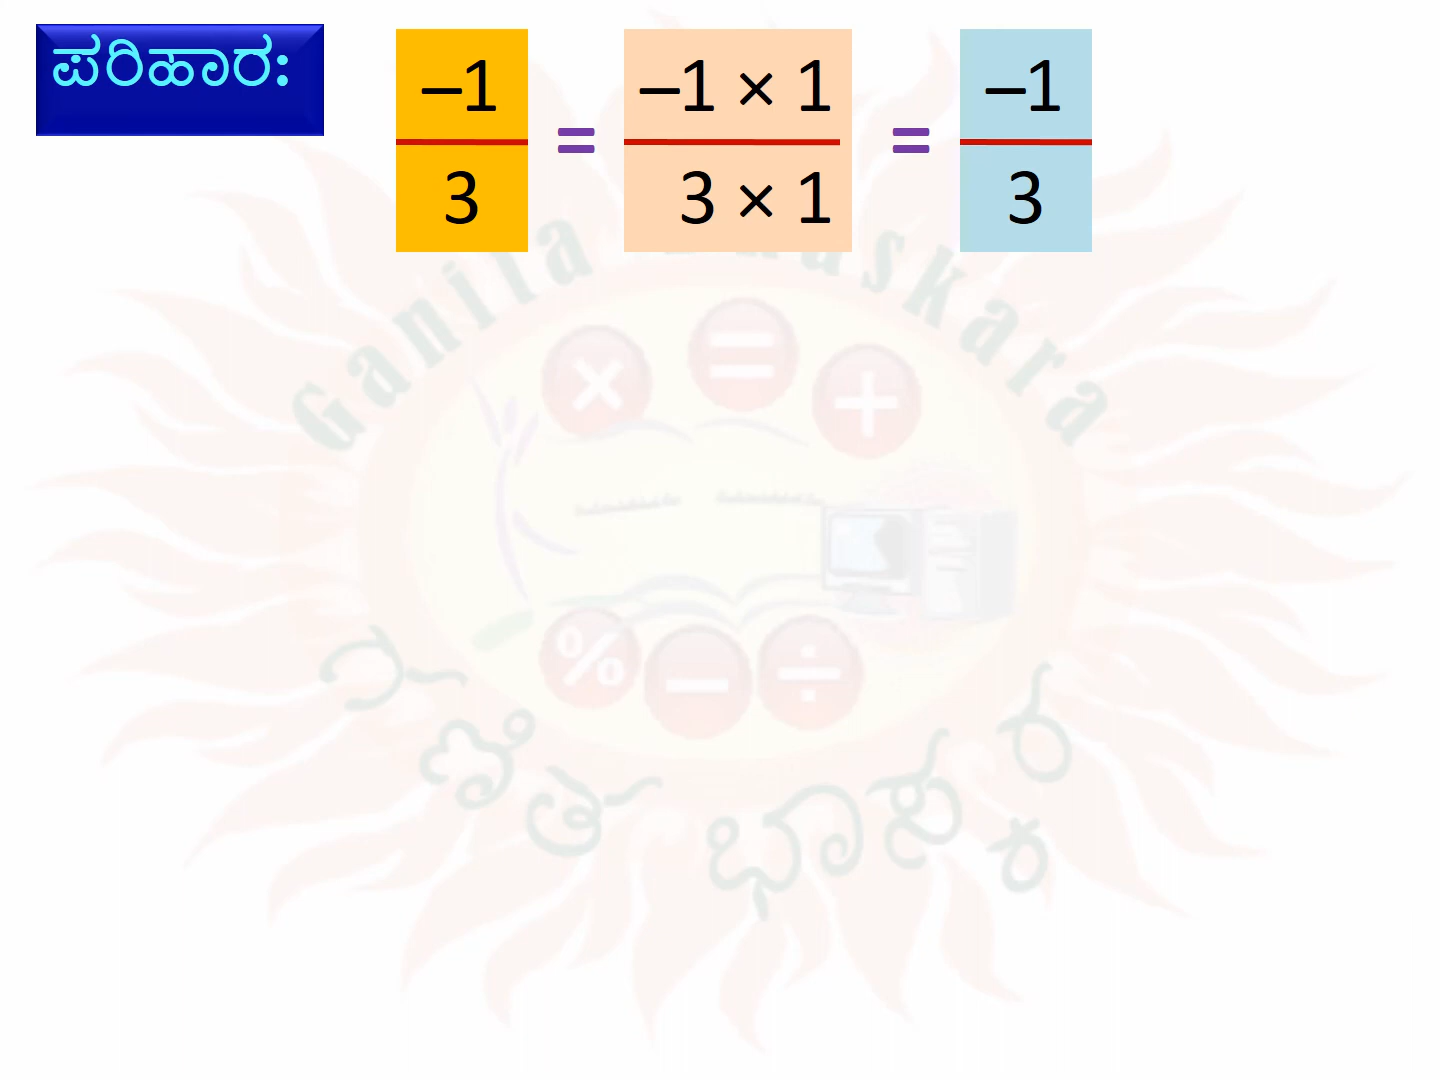 ಪರಿಹಾರ:
–1/3 = –1 × 1/3 × 1 = –1/3
Ganita Bhaskara
× = +
% – ÷
ಗಣಿತ ಭಾಸ್ಕರ